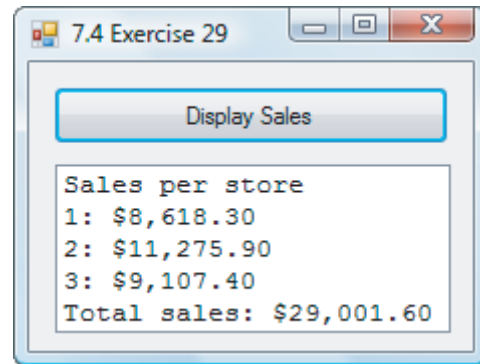 7.4 Exercise 29
Display Sales
Sales per store
1: $8,618.30
2: $11,275.90
3: $9,107.40
Total sales: $29,001.60